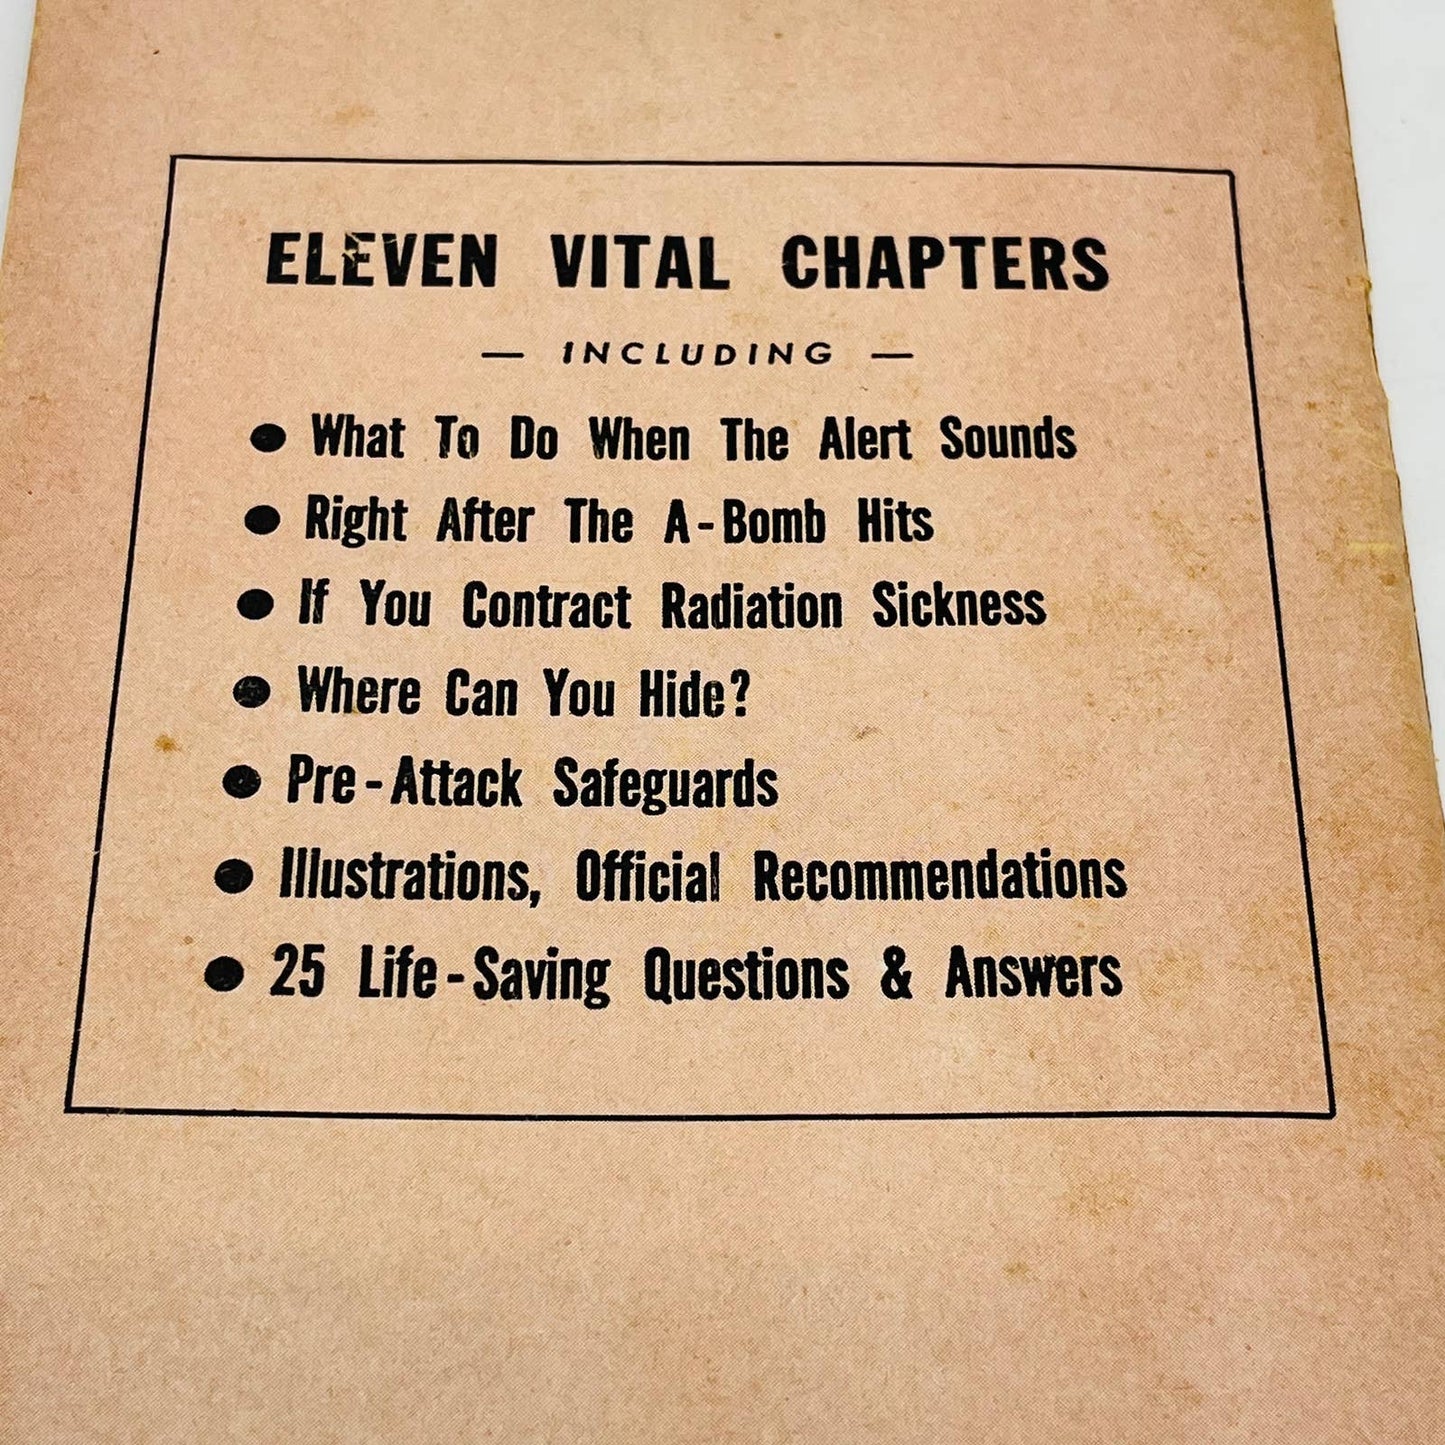 ELEVEN VITAL CHAPTERS
— INCLUDING —
● What To Do When The Alert Sounds
● Right After The A-Bomb Hits
● If You Contract Radiation Sickness
● Where Can You Hide?
● Pre-Attack Safeguards
● Illustrations, Official Recommendations
● 25 Life-Saving Questions & Answers